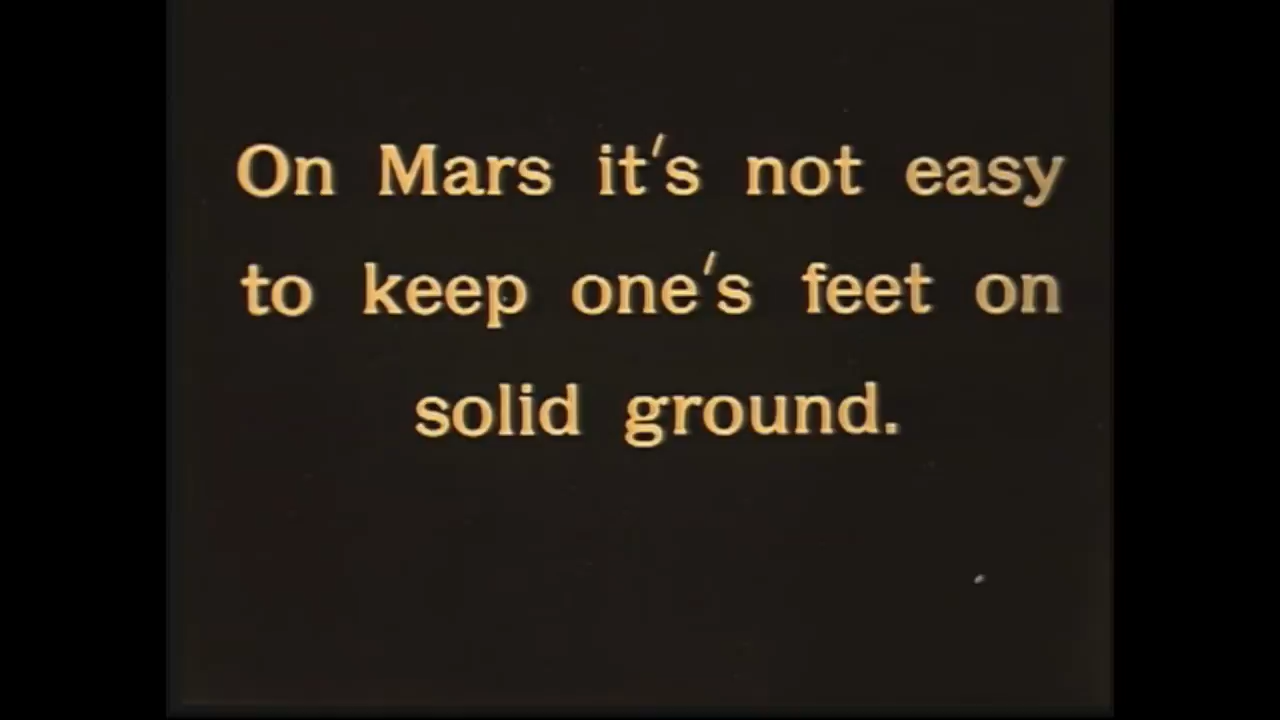 On Mars it's not easy
to keep one's feet on
solid ground.